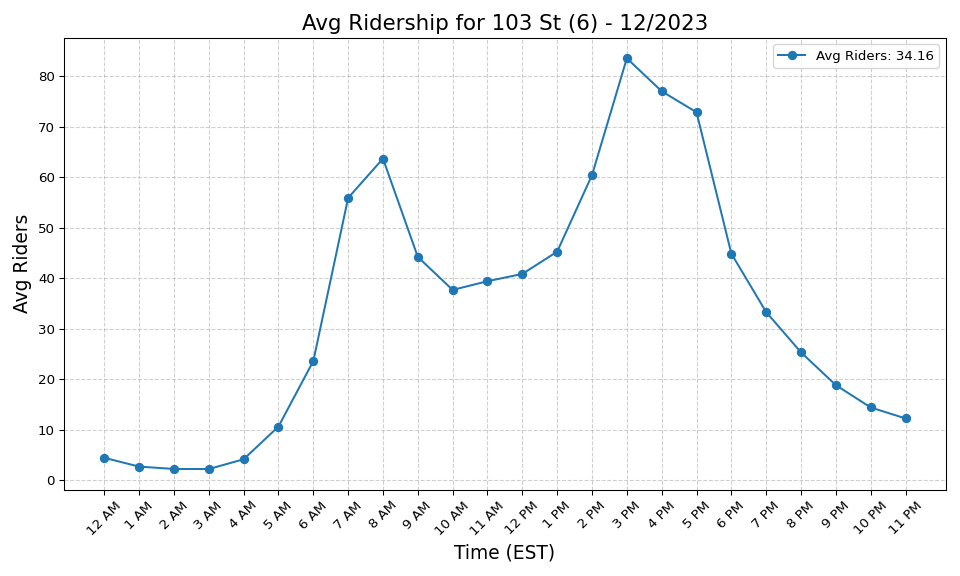 Avg Ridership for 103 St (6) - 12/2023
Avg Riders: 34.16
Avg Riders
80
70
60
50
40
30
20
10
0
12 AM
1 AM
2 AM
3 AM
4 AM
5 AM
6 AM
7 AM
8 AM
9 AM
10 AM
11 AM
12 PM
1 PM
2 PM
3 PM
4 PM
5 PM
6 PM
7 PM
8 PM
9 PM
10 PM
11 PM
Time (EST)